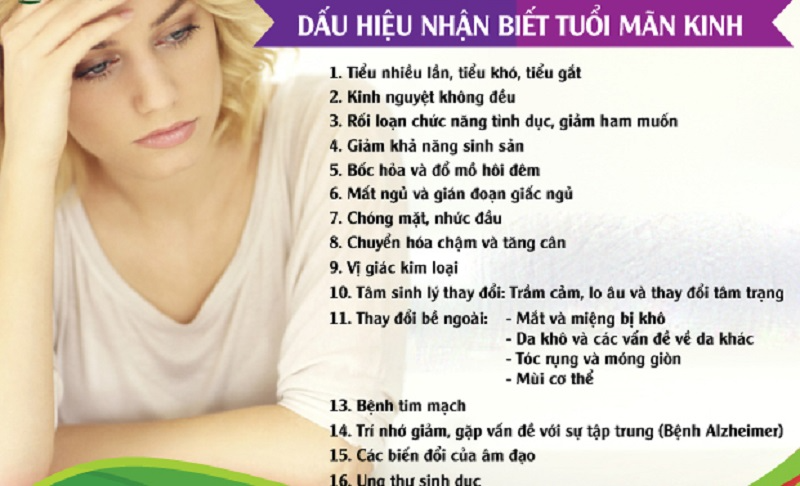 DẤU HIỆU NHẬN BIẾT TUỔI MÃN KINH
1. Tiểu nhiều lần, tiểu khó, tiểu gắt
2. Kinh nguyệt không đều
3. Rối loạn chức năng tình dục, giảm ham muốn
4. Giảm khả năng sinh sản
5. Bốc hỏa và đổ mồ hôi đêm
6. Mất ngủ và gián đoạn giấc ngủ
7. Chóng mặt, nhức đầu
8. Chuyển hóa chậm và tăng cân
9. Vị giác kim loại
10. Tâm sinh lý thay đổi: Trầm cảm, lo âu và thay đổi tâm trạng
11. Thay đổi bề ngoài: - Mắt và miệng bị khô
- Da khô và các vấn đề về da khác
- Tóc rụng và móng giòn
- Mùi cơ thể
13. Bệnh tim mạch
14. Trí nhớ giảm, gặp vấn đề với sự tập trung (Bệnh Alzheimer)
15. Các biến đổi của âm đạo
16. Ung thư sinh dục